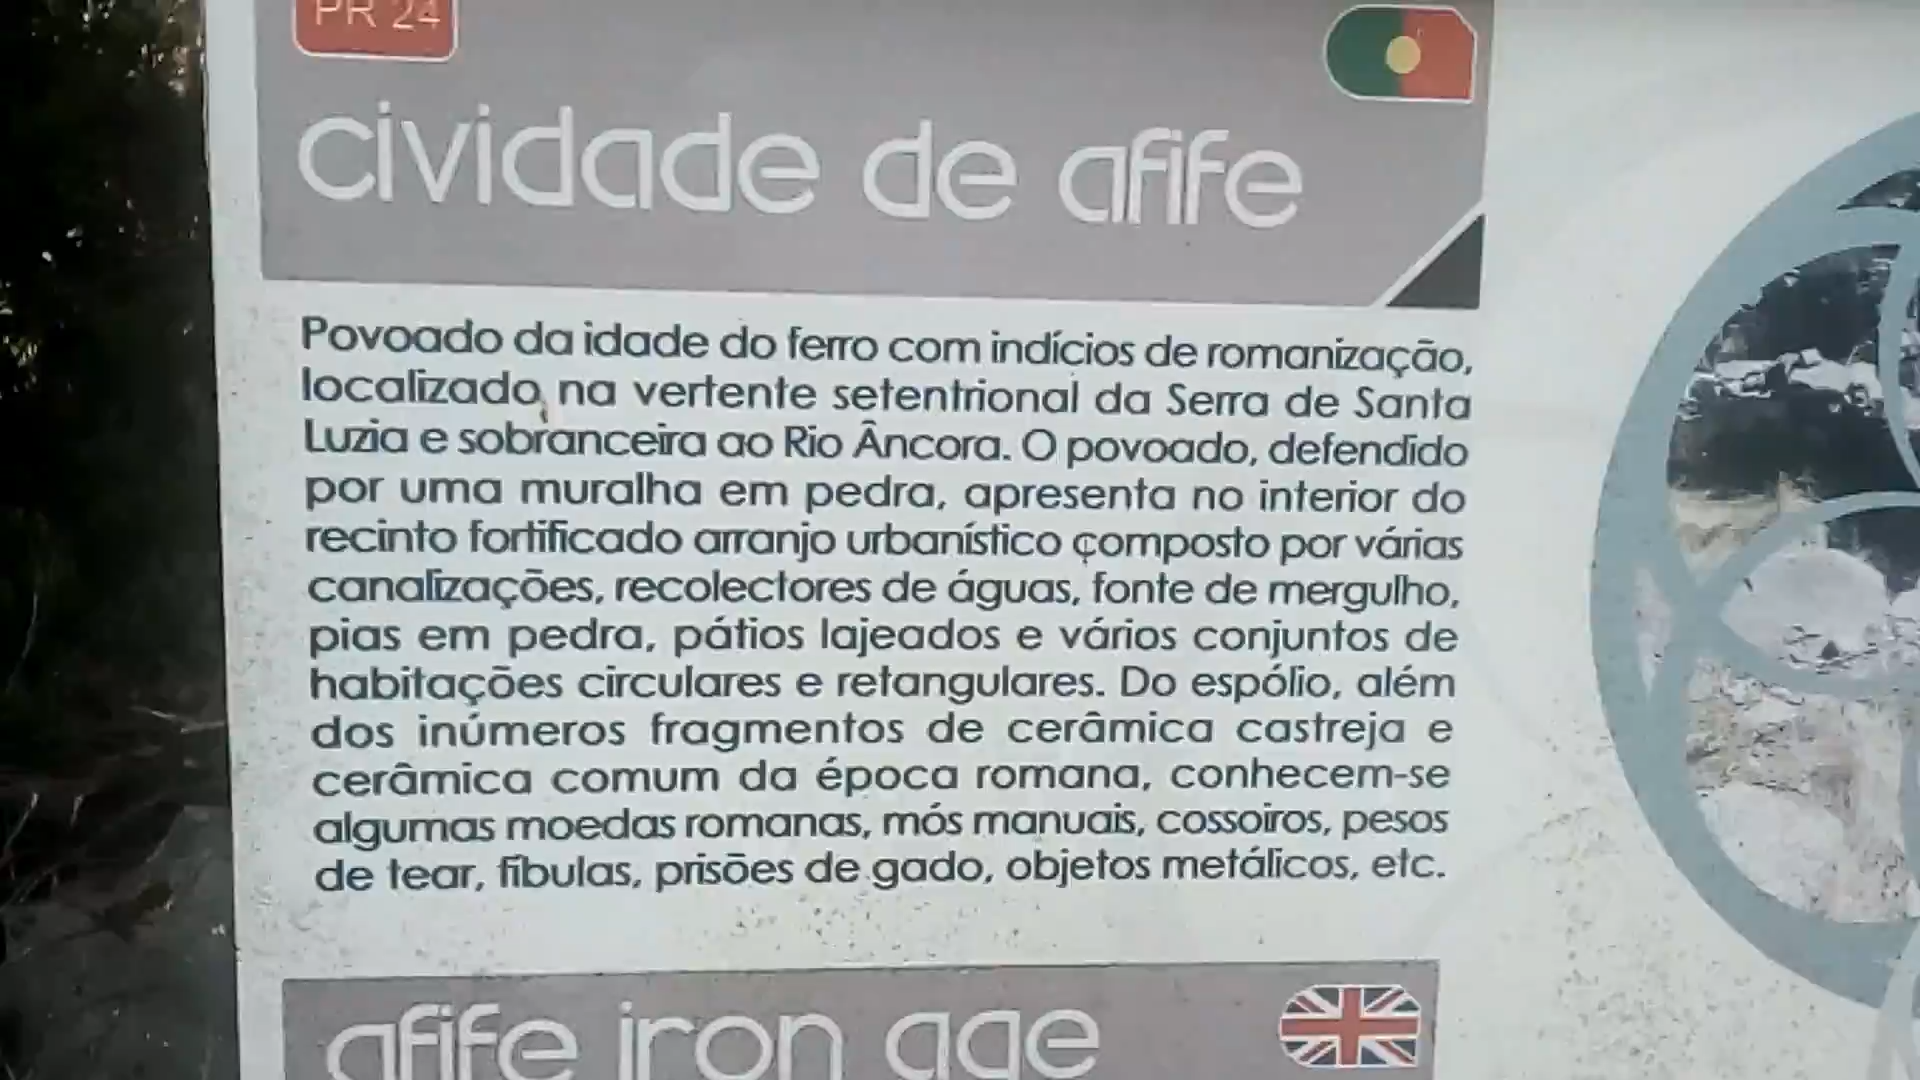 PR 24
cividade de afife
Povoado da idade do ferro com indícios de romanização,
localizado na vertente setentrional da Serra de Santa
Luzia e sobranceira ao Rio Âncora. O povoado, defendido
por uma muralha em pedra, apresenta no interior do
recinto fortificado arranjo urbanístico composto por várias
canalizações, recolectores de águas, fonte de mergulho,
pias em pedra, pátios lajeados e vários conjuntos de
habitações circulares e retangulares. Do espólio, além
dos inúmeros fragmentos de cerâmica castreja e
cerâmica comum da época romana, conhecem-se
algumas moedas romanas, mós manuais, cossoiros, pesos
de tear, fíbulas, prisões de gado, objetos metálicos, etc.
afife iron age